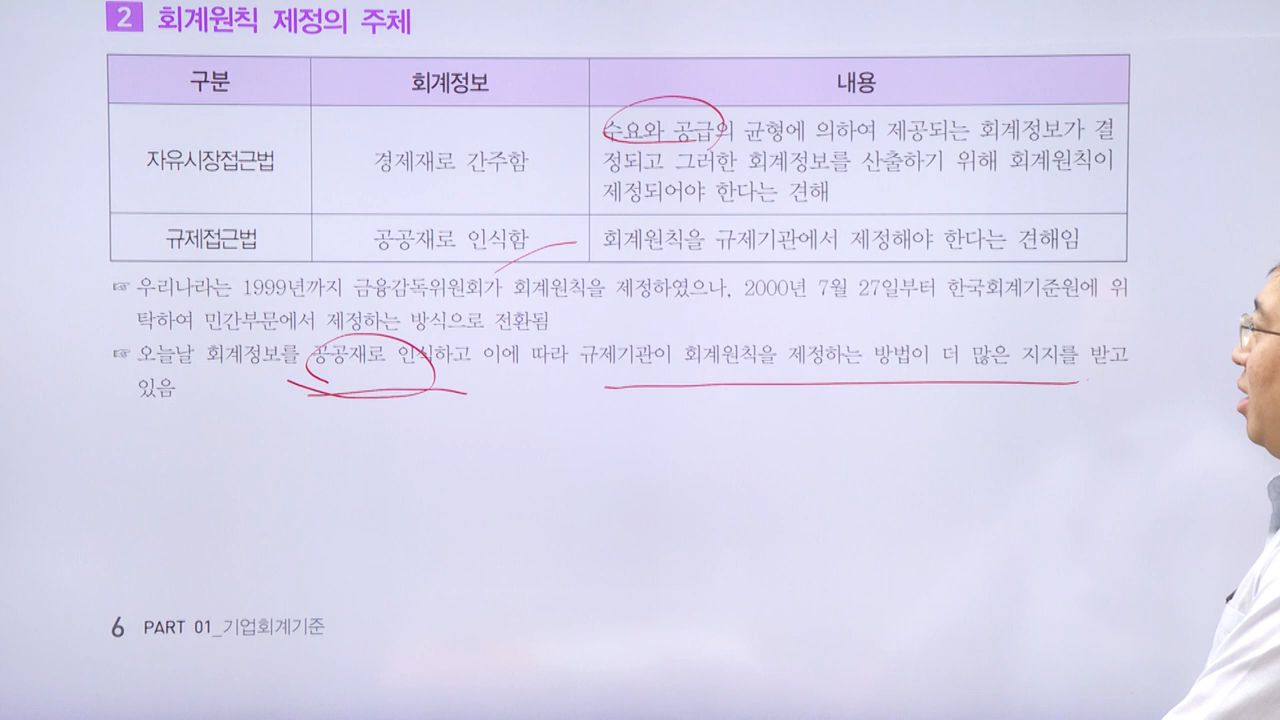 2 회계원칙 제정의 주체
구분 회계정보 내용
자유시장접근법 경제재로 간주함 수요와 공급의 균형에 의하여 제공되는 회계정보가 결
정되고 그러한 회계정보를 산출하기 위해 회계원칙이
제정되어야 한다는 견해
규제접근법 공공재로 인식함 회계원칙을 규제기관에서 제정해야 한다는 견해임
☞ 우리나라는 1999년까지 금융감독위원회가 회계원칙을 제정하였으나, 2000년 7월 27일부터 한국회계기준원에 위
탁하여 민간부문에서 제정하는 방식으로 전환됨
☞ 오늘날 회계정보를 공공재로 인식하고 이에 따라 규제기관이 회계원칙을 제정하는 방법이 더 많은 지지를 받고
있음
6 PART 01_기업회계기준